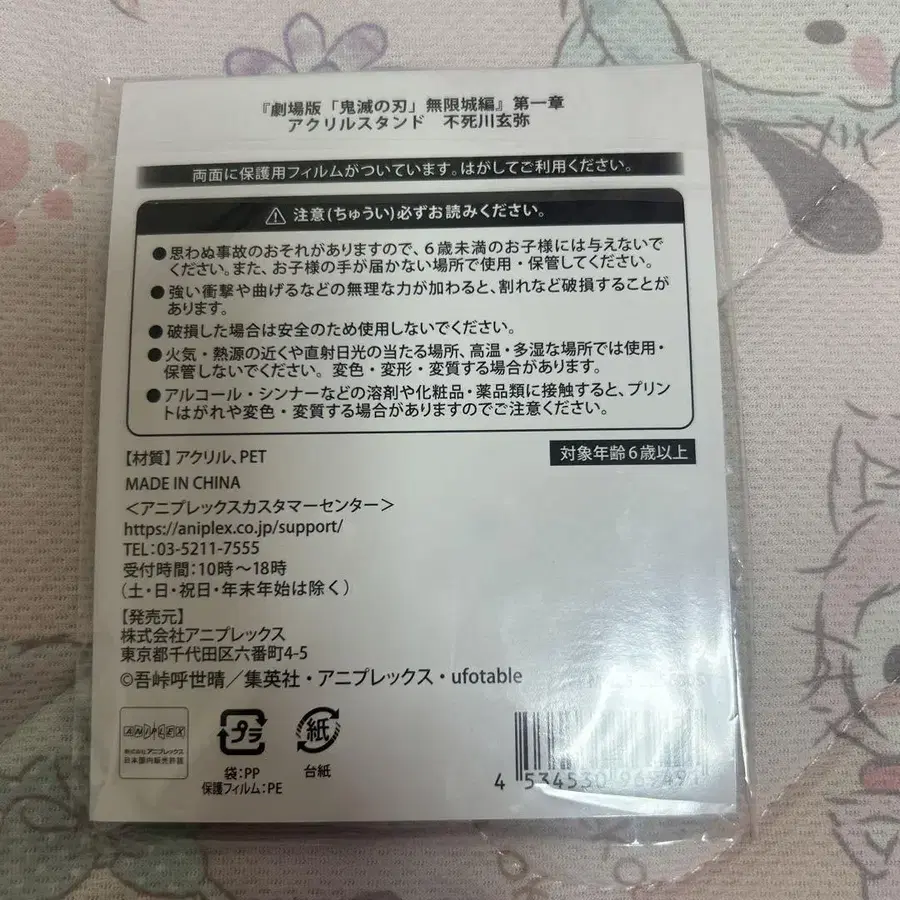 『劇場版「鬼滅の刃」無限城編』第一章
アクリルスタンド　不死川玄弥
両面に保護用フィルムがついています。はがしてご利用ください。
注意(ちゅうい)必ずお読みください。
●思わぬ事故のおそれがありますので、6歳未満のお子様には与えないで
ください。また、お子様の手が届かない場所で使用・保管してください。
●強い衝撃や曲げるなどの無理な力が加わると、割れなど破損することが
あります。
●破損した場合は安全のため使用しないでください。
●火気・熱源の近くや直射日光の当たる場所、高温・多湿な場所では使用・
保管しないでください。変色・変形・変質する場合があります。
●アルコール・シンナーなどの溶剤や化粧品・薬品類に接触すると、プリン
トはがれや変色・変質する場合がありますのでご注意ください。
【材質】アクリル、PET
対象年齢6歳以上
MADE IN CHINA
＜アニプレックスカスタマーセンター＞
https://aniplex.co.jp/support/
TEL:03-5211-7555
受付時間:10時～18時
(土・日・祝日・年末年始は除く)
【発売元】
株式会社アニプレックス
東京都千代田区六番町4-5
©吾峠呼世晴／集英社・アニプレックス・ufotable
ANIPLEX
株式会社アニプレックス
日本国内販売許諾
プラ
袋:PP
保護フィルム:PE
紙
台紙
4 534530